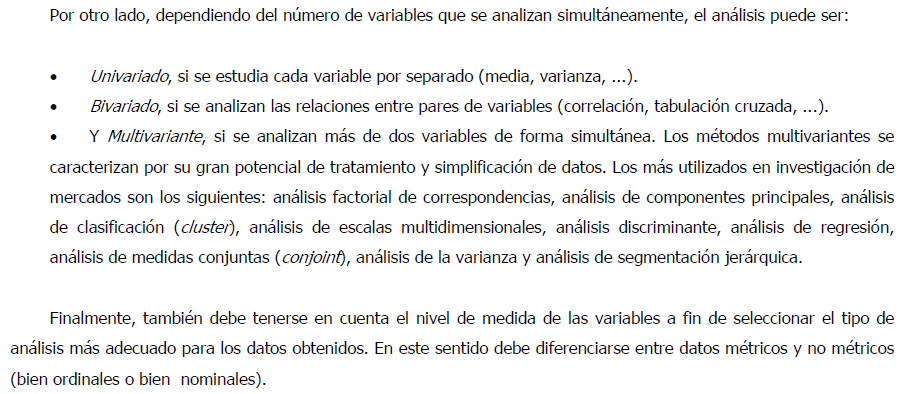 Por otro lado, dependiendo del número de variables que se analizan simultáneamente, el análisis puede ser:
• Univariado, si se estudia cada variable por separado (media, varianza, ...).
• Bivariado, si se analizan las relaciones entre pares de variables (correlación, tabulación cruzada, ...).
• Y Multivariante, si se analizan más de dos variables de forma simultánea. Los métodos multivariantes se
caracterizan por su gran potencial de tratamiento y simplificación de datos. Los más utilizados en investigación de
mercados son los siguientes: análisis factorial de correspondencias, análisis de componentes principales, análisis
de clasificación (cluster), análisis de escalas multidimensionales, análisis discriminante, análisis de regresión,
análisis de medidas conjuntas (conjoint), análisis de la varianza y análisis de segmentación jerárquica.
Finalmente, también debe tenerse en cuenta el nivel de medida de las variables a fin de seleccionar el tipo de
análisis más adecuado para los datos obtenidos. En este sentido debe diferenciarse entre datos métricos y no métricos
(bien ordinales o bien nominales).